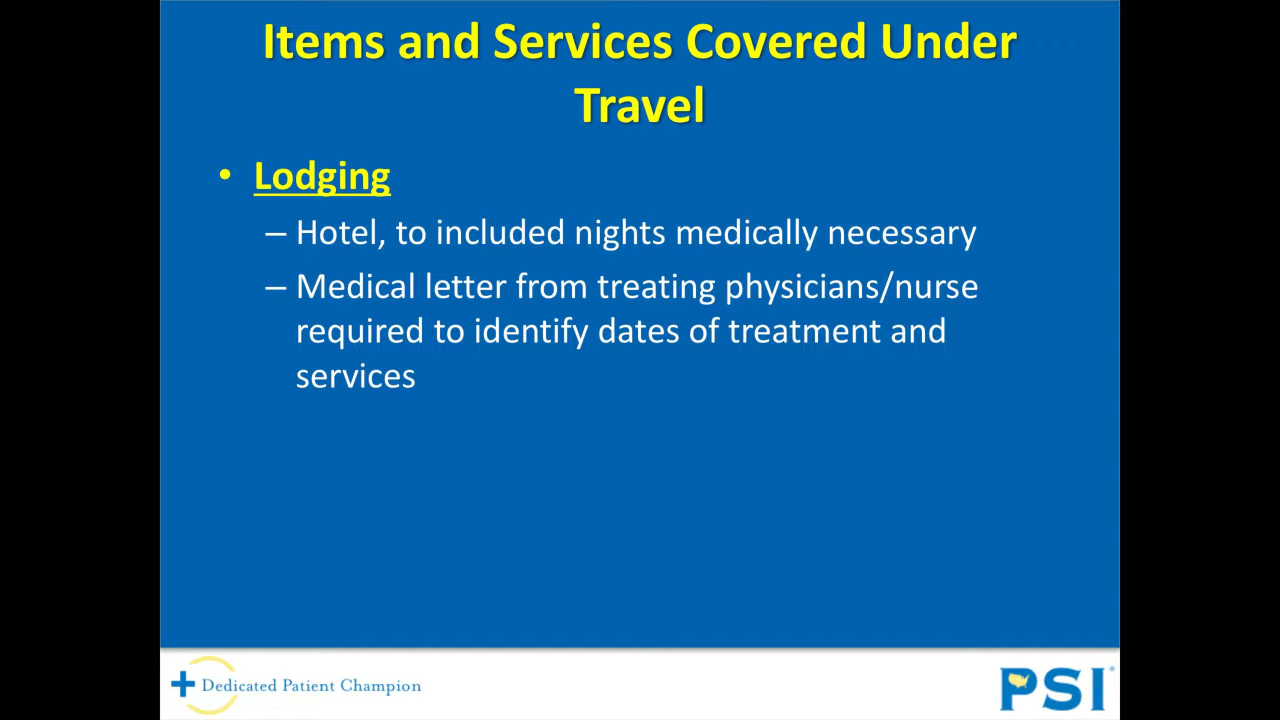 Items and Services Covered Under
Travel
• Lodging
– Hotel, to included nights medically necessary
– Medical letter from treating physicians/nurse
required to identify dates of treatment and
services
Dedicated Patient Champion
PSI®